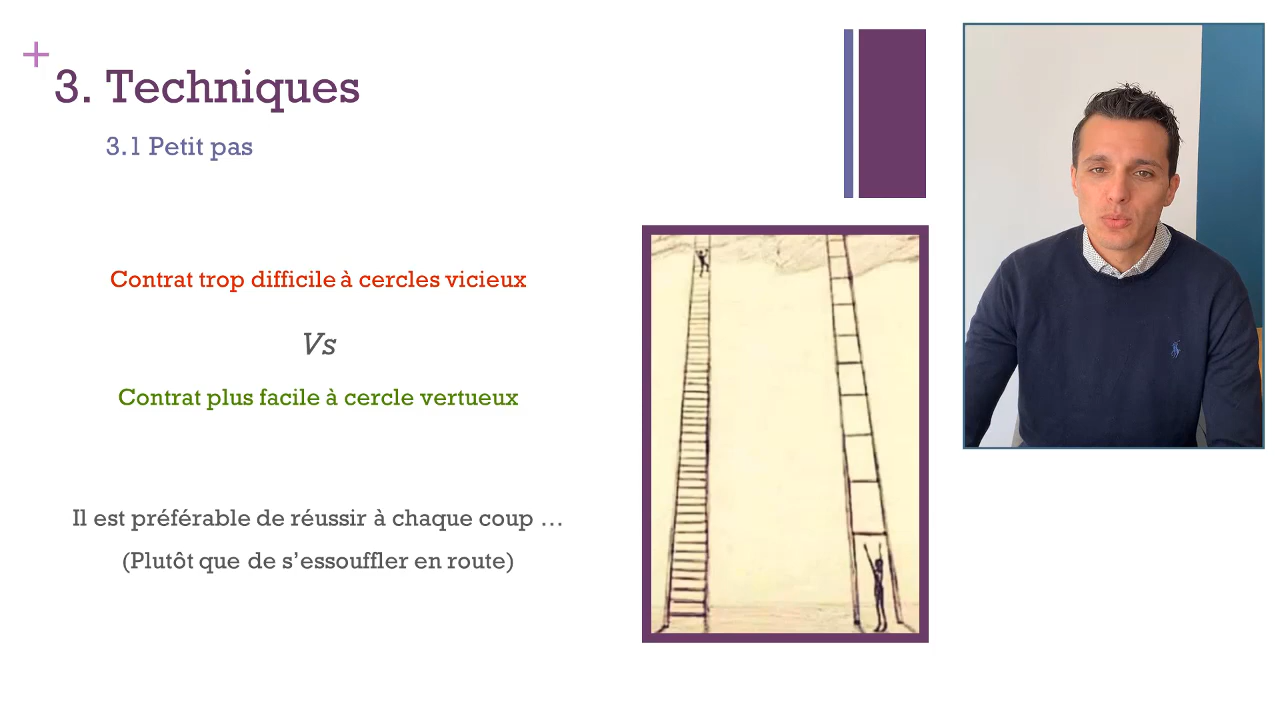 3. Techniques
3.1 Petit pas
Contrat trop difficile à cercles vicieux
Vs
Contrat plus facile à cercle vertueux
Il est préférable de réussir à chaque coup …
(Plutôt que de s’essouffler en route)